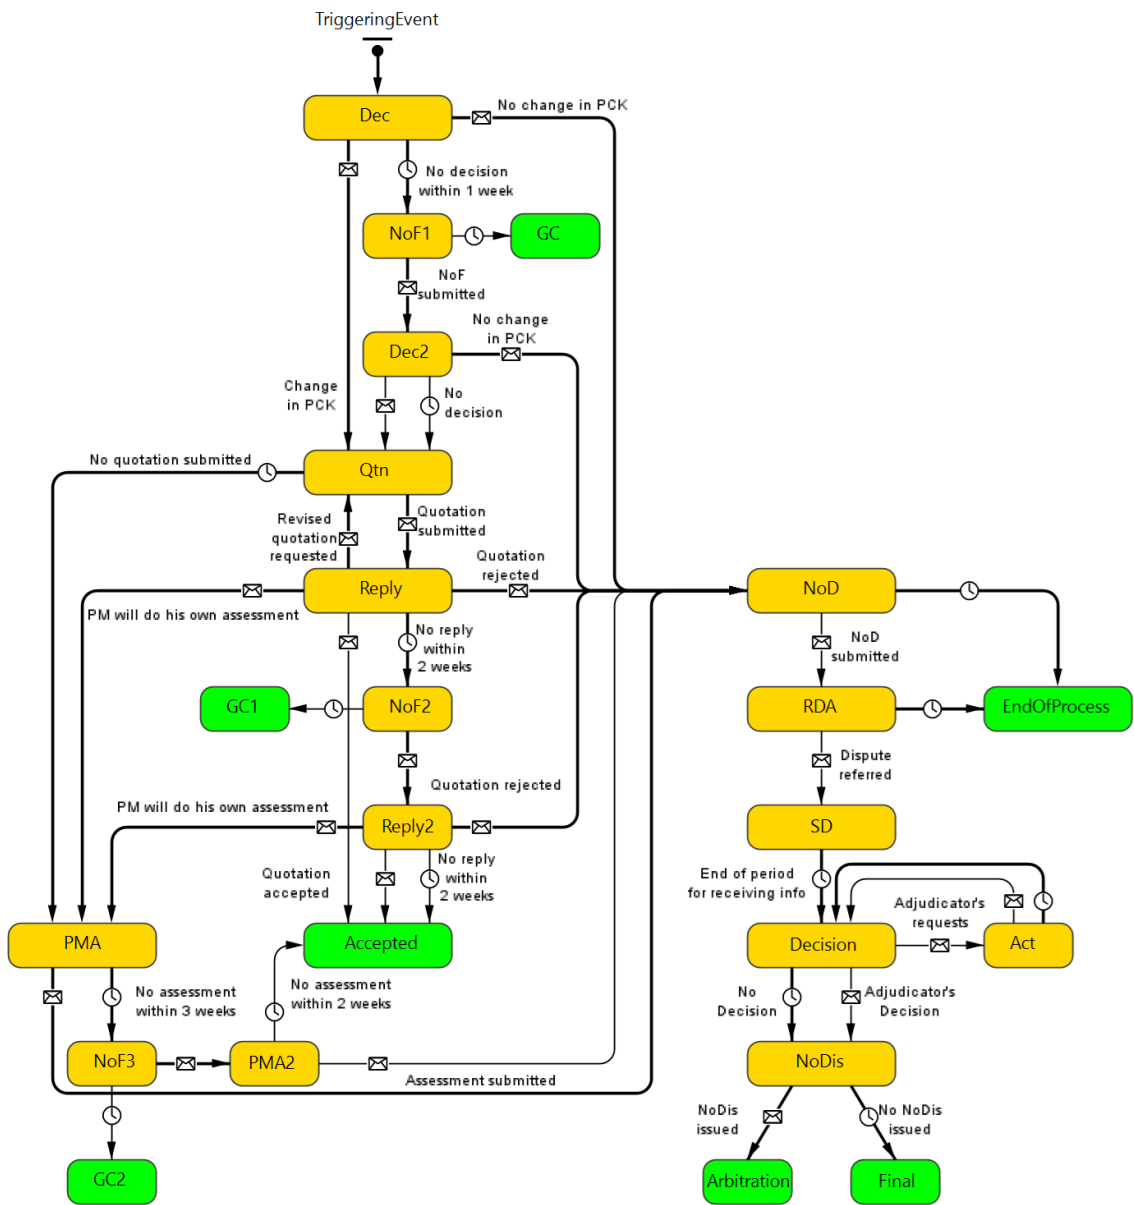 TriggeringEvent
No change in PCK
Dec
No decision
within 1 week
NoF1
GC
NoF
submitted
No change
in PCK
Dec2
Change
in PCK
No
decision
No quotation submitted
Qtn
Revised
quotation
requested
Quotation
submitted
Quotation
rejected
Reply
NoD
PM will do his own assessment
No reply
within
2 weeks
NoD
submitted
GC1
NoF2
RDA
EndOfProcess
Dispute
referred
Quotation rejected
PM will do his own assessment
Reply2
SD
Quotation
accepted
No reply
within
2 weeks
End of period
for receiving info
Adjudicator's
requests
PMA
Accepted
Decision
Act
No assessment
within 3 weeks
No assessment
within 2 weeks
No
Decision
Adjudicator's
Decision
NoF3
PMA2
NoDis
Assessment submitted
NoDis
issued
No NoDis
issued
GC2
Arbitration
Final